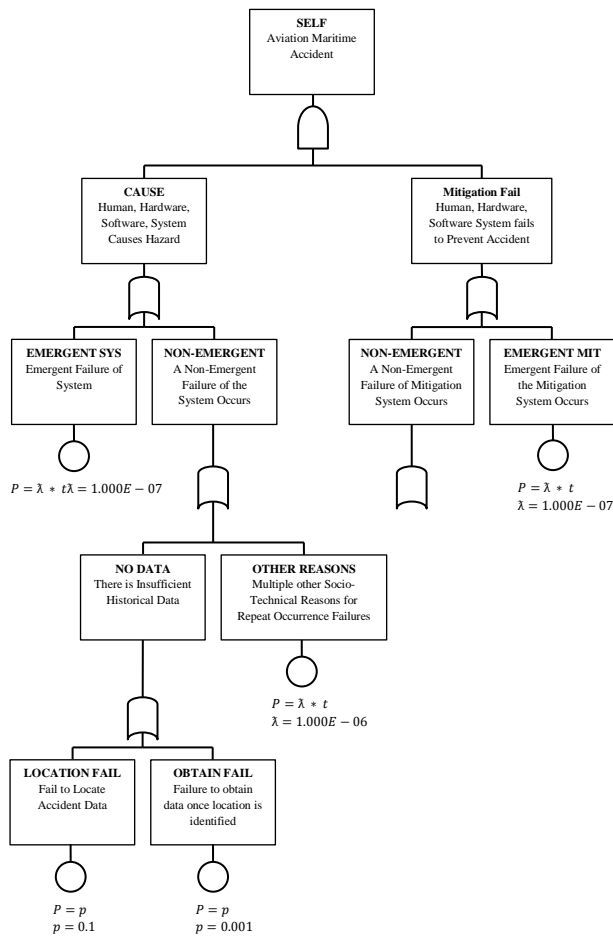 SELF
Aviation Maritime
Accident
CAUSE
Human, Hardware,
Software, System
Causes Hazard
Mitigation Fail
Human, Hardware,
Software System fails
to Prevent Accident
EMERGENT SYS
Emergent Failure of
System
NON-EMERGENT
A Non-Emergent
Failure of the
System Occurs
NON-EMERGENT
A Non-Emergent
Failure of Mitigation
System Occurs
EMERGENT MIT
Emergent Failure of
the Mitigation
System Occurs
P = ƛ * tƛ = 1.000E − 07
P = ƛ * t
ƛ = 1.000E − 07
NO DATA
There is Insufficient
Historical Data
OTHER REASONS
Multiple other Socio-
Technical Reasons for
Repeat Occurrence Failures
P = ƛ * t
ƛ = 1.000E − 06
LOCATION FAIL
Fail to Locate
Accident Data
OBTAIN FAIL
Failure to obtain
data once location is
identified
P = p
p = 0.1
P = p
p = 0.001